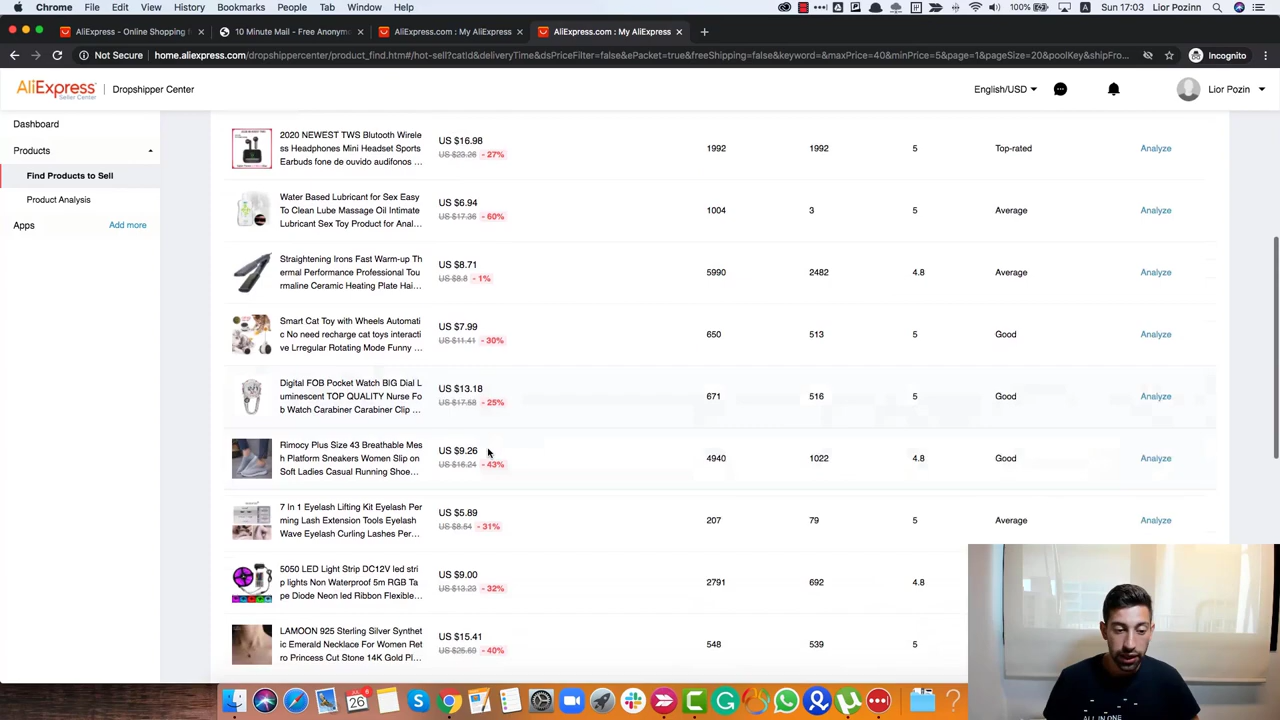 Chrome File Edit View History Bookmarks People Tab Window Help 100% A Sun 17:03 Lior Pozinn
AliExpress - Online Shopping f × 10 Minute Mail - Free Anonym × AliExpress.com : My AliExpress × AliExpress.com : My AliExpress × +
Not Secure home.aliexpress.com/dropshippercenter/product_find.htm#/hot-sell?catId&deliveryTime&dsPriceFilter=false&ePacket=true&freeShipping=false&keyword=&maxPrice=40&minPrice=5&page=1&pageSize=20&poolKey&shipFro... Incognito
AliExpress Dropshipper Center English/USD Lior Pozin
Seller Center
Dashboard
Products
Find Products to Sell
Product Analysis
Apps Add more
2020 NEWEST TWS Blutooth Wirele
ss Headphones Mini Headset Sports
Earbuds fone de ouvido audifonos ...
US $16.98
US $23.26 - 27%
1992 1992 5 Top-rated Analyze
Water Based Lubricant for Sex Easy
To Clean Lube Massage Oil Intimate
Lubricant Sex Toy Product for Anal...
US $6.94
US $17.36 - 60%
1004 3 5 Average Analyze
Straightening Irons Fast Warm-up Th
ermal Performance Professional Tou
rmaline Ceramic Heating Plate Hai...
US $8.71
US $8.8 - 1%
5990 2482 4.8 Average Analyze
Smart Cat Toy with Wheels Automati
c No need recharge cat toys interacti
ve Lrregular Rotating Mode Funny ...
US $7.99
US $11.41 - 30%
650 513 5 Good Analyze
Digital FOB Pocket Watch BIG Dial L
uminescent TOP QUALITY Nurse Fo
b Watch Carabiner Carabiner Clip ...
US $13.18
US $17.58 - 25%
671 516 5 Good Analyze
Rimocy Plus Size 43 Breathable Mes
h Platform Sneakers Women Slip on
Soft Ladies Casual Running Shoe...
US $9.26
US $16.24 - 43%
4940 1022 4.8 Good Analyze
7 In 1 Eyelash Lifting Kit Eyelash Per
ming Lash Extension Tools Eyelash
Wave Eyelash Curling Lashes Per...
US $5.89
US $8.54 - 31%
207 79 5 Average Analyze
5050 LED Light Strip DC12V led stri
p lights Non Waterproof 5m RGB Ta
pe Diode Neon led Ribbon Flexible...
US $9.00
US $13.23 - 32%
2791 692 4.8
LAMOON 925 Sterling Silver Synthet
ic Emerald Necklace For Women Ret
ro Princess Cut Stone 14K Gold Pl...
US $15.41
US $25.69 - 40%
548 539 5
ALL IN ONE